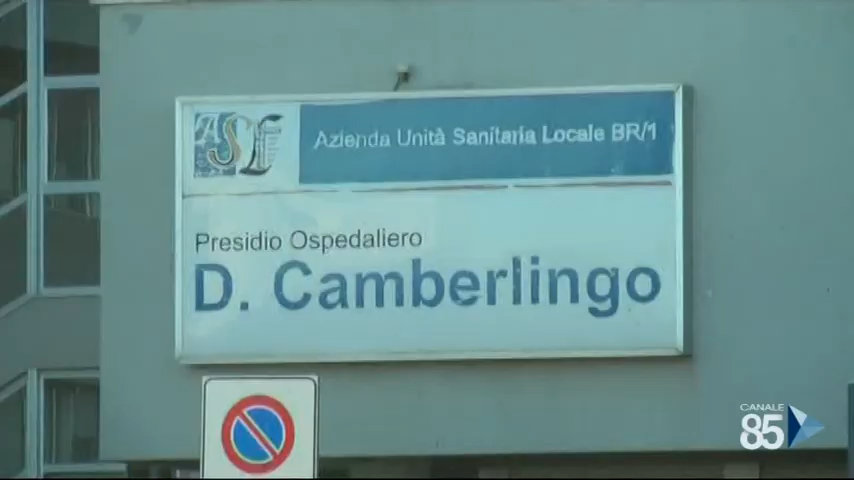 ASL
Azienda Unità Sanitaria Locale BR/1
Presidio Ospedaliero
D. Camberlingo
CANALE
85